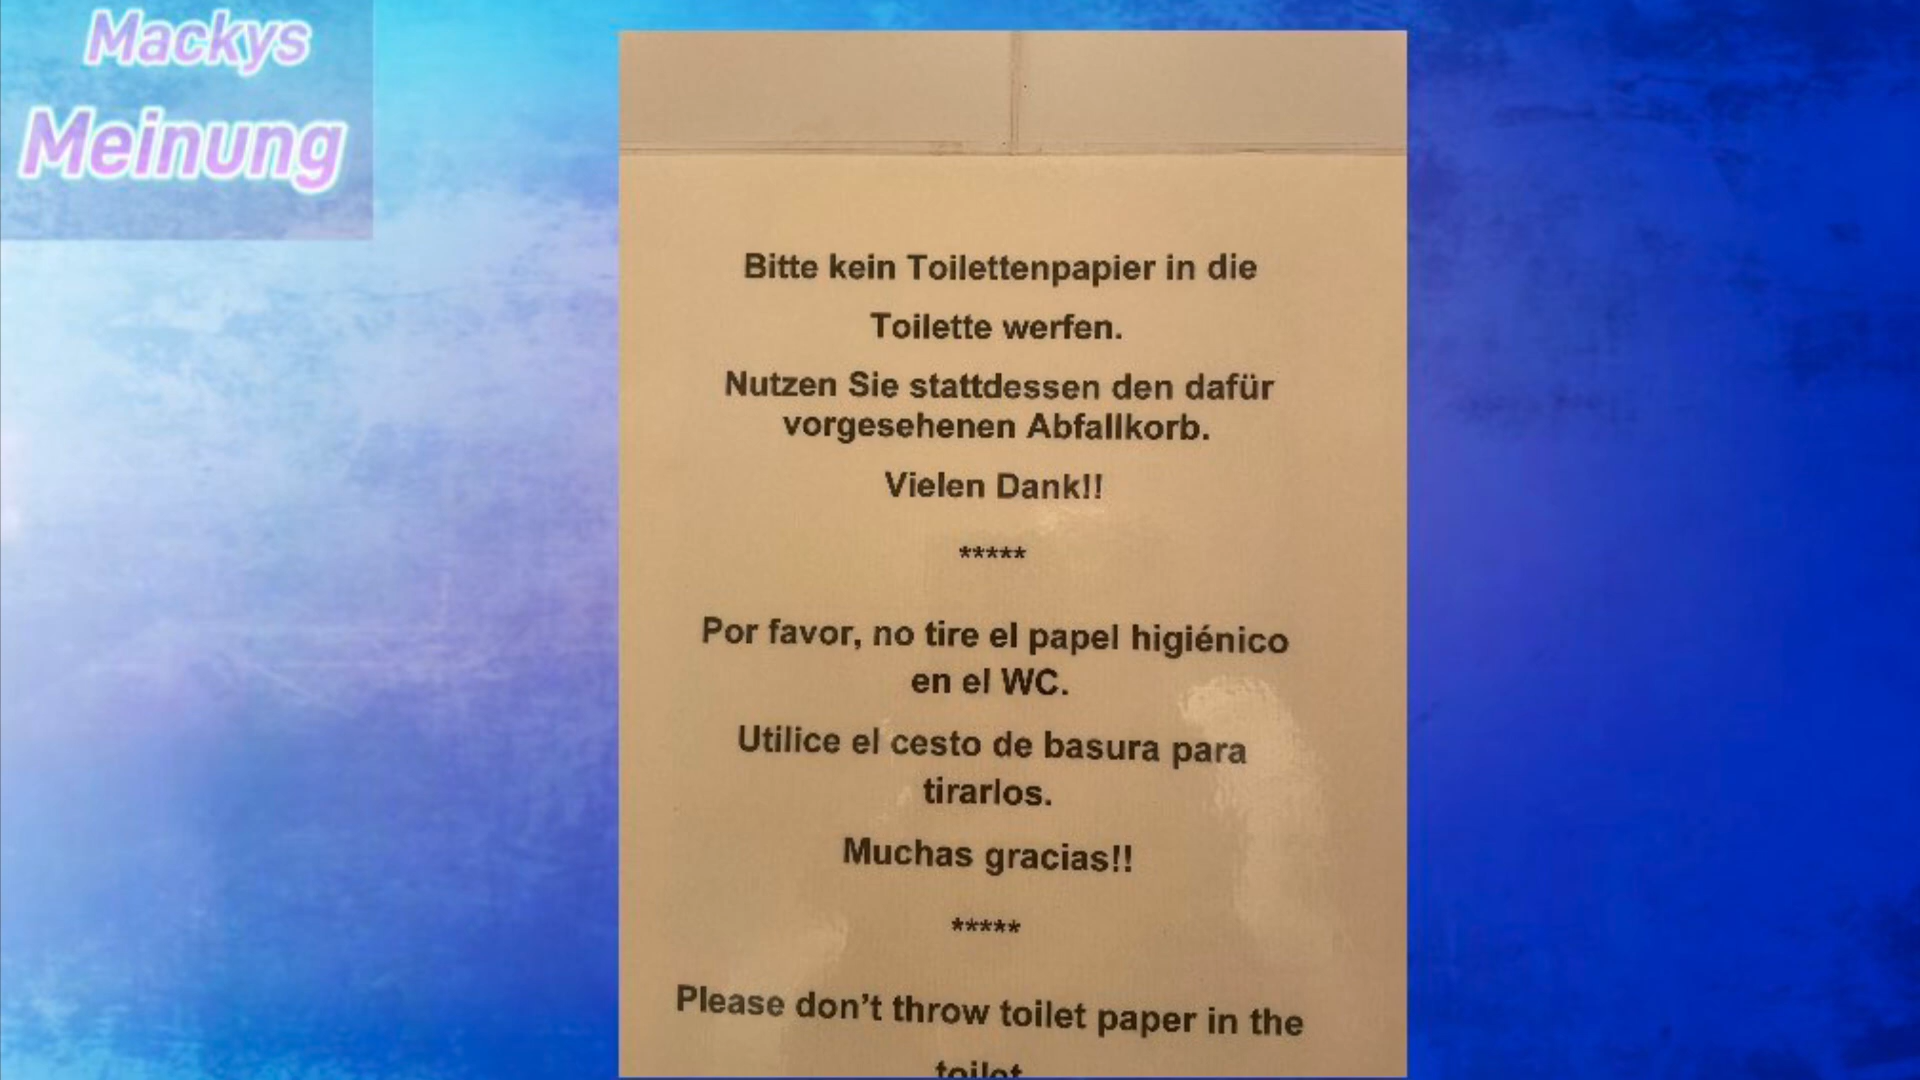 Mackys
Meinung
Bitte kein Toilettenpapier in die
Toilette werfen.
Nutzen Sie stattdessen den dafür
vorgesehenen Abfallkorb.
Vielen Dank!!
*****
Por favor, no tire el papel higiénico
en el WC.
Utilice el cesto de basura para
tirarlos.
Muchas gracias!!
*****
Please don't throw toilet paper in the
toilet